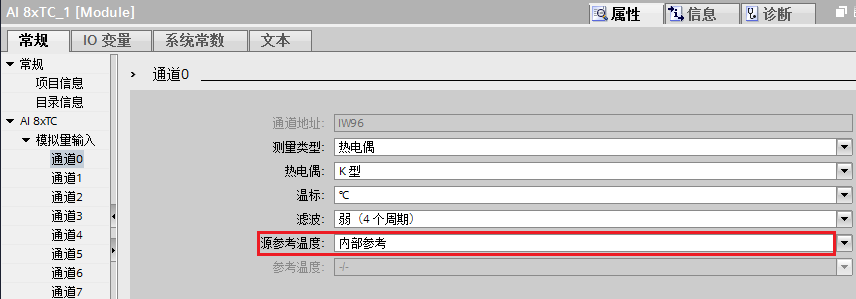 AI 8xTC_1 [Module]
属性 信息 诊断
常规 IO 变量 系统常数 文本
常规
项目信息
目录信息
AI 8xTC
模拟量输入
通道0
通道1
通道2
通道3
通道4
通道5
通道6
通道7
通道0
通道地址: IW96
测量类型: 热电偶
热电偶: K 型
温标: °C
滤波: 弱（4 个周期）
源参考温度: 内部参考
参考温度: -/-